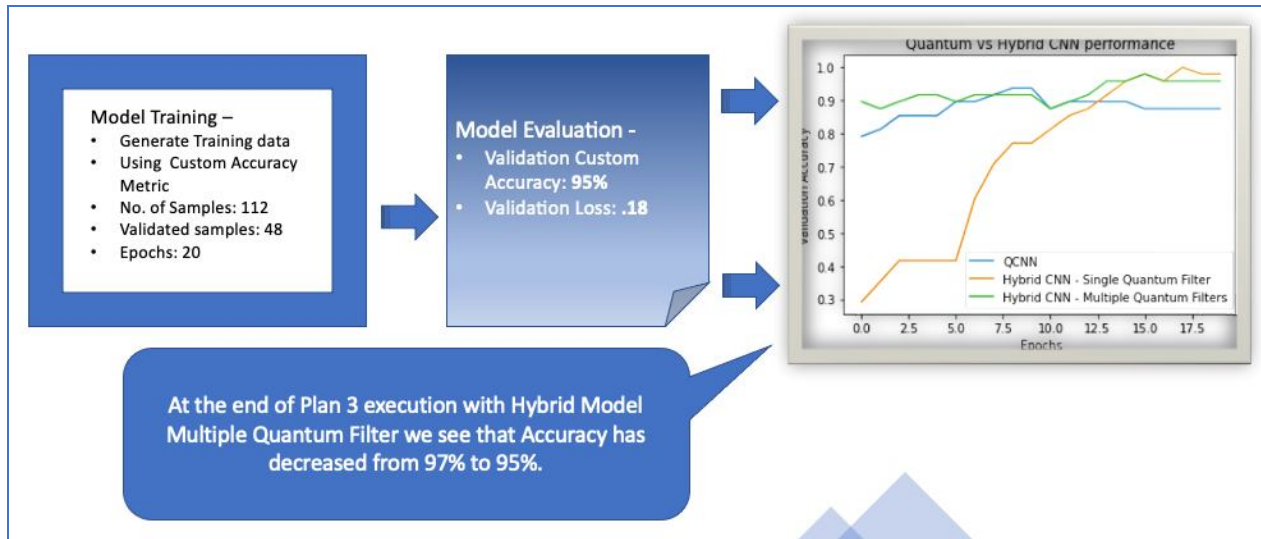 Model Training –
• Generate Training data
• Using Custom Accuracy
Metric
• No. of Samples: 112
• Validated samples: 48
• Epochs: 20
Model Evaluation -
• Validation Custom
Accuracy: 95%
• Validation Loss: .18
Quantum vs Hybrid CNN performance
1.0
0.9
0.8
0.7
0.6
0.5
0.4
0.3
Validation Accuracy
QCNN
Hybrid CNN - Single Quantum Filter
Hybrid CNN - Multiple Quantum Filters
0.0 2.5 5.0 7.5 10.0 12.5 15.0 17.5
Epochs
At the end of Plan 3 execution with Hybrid Model
Multiple Quantum Filter we see that Accuracy has
decreased from 97% to 95%.